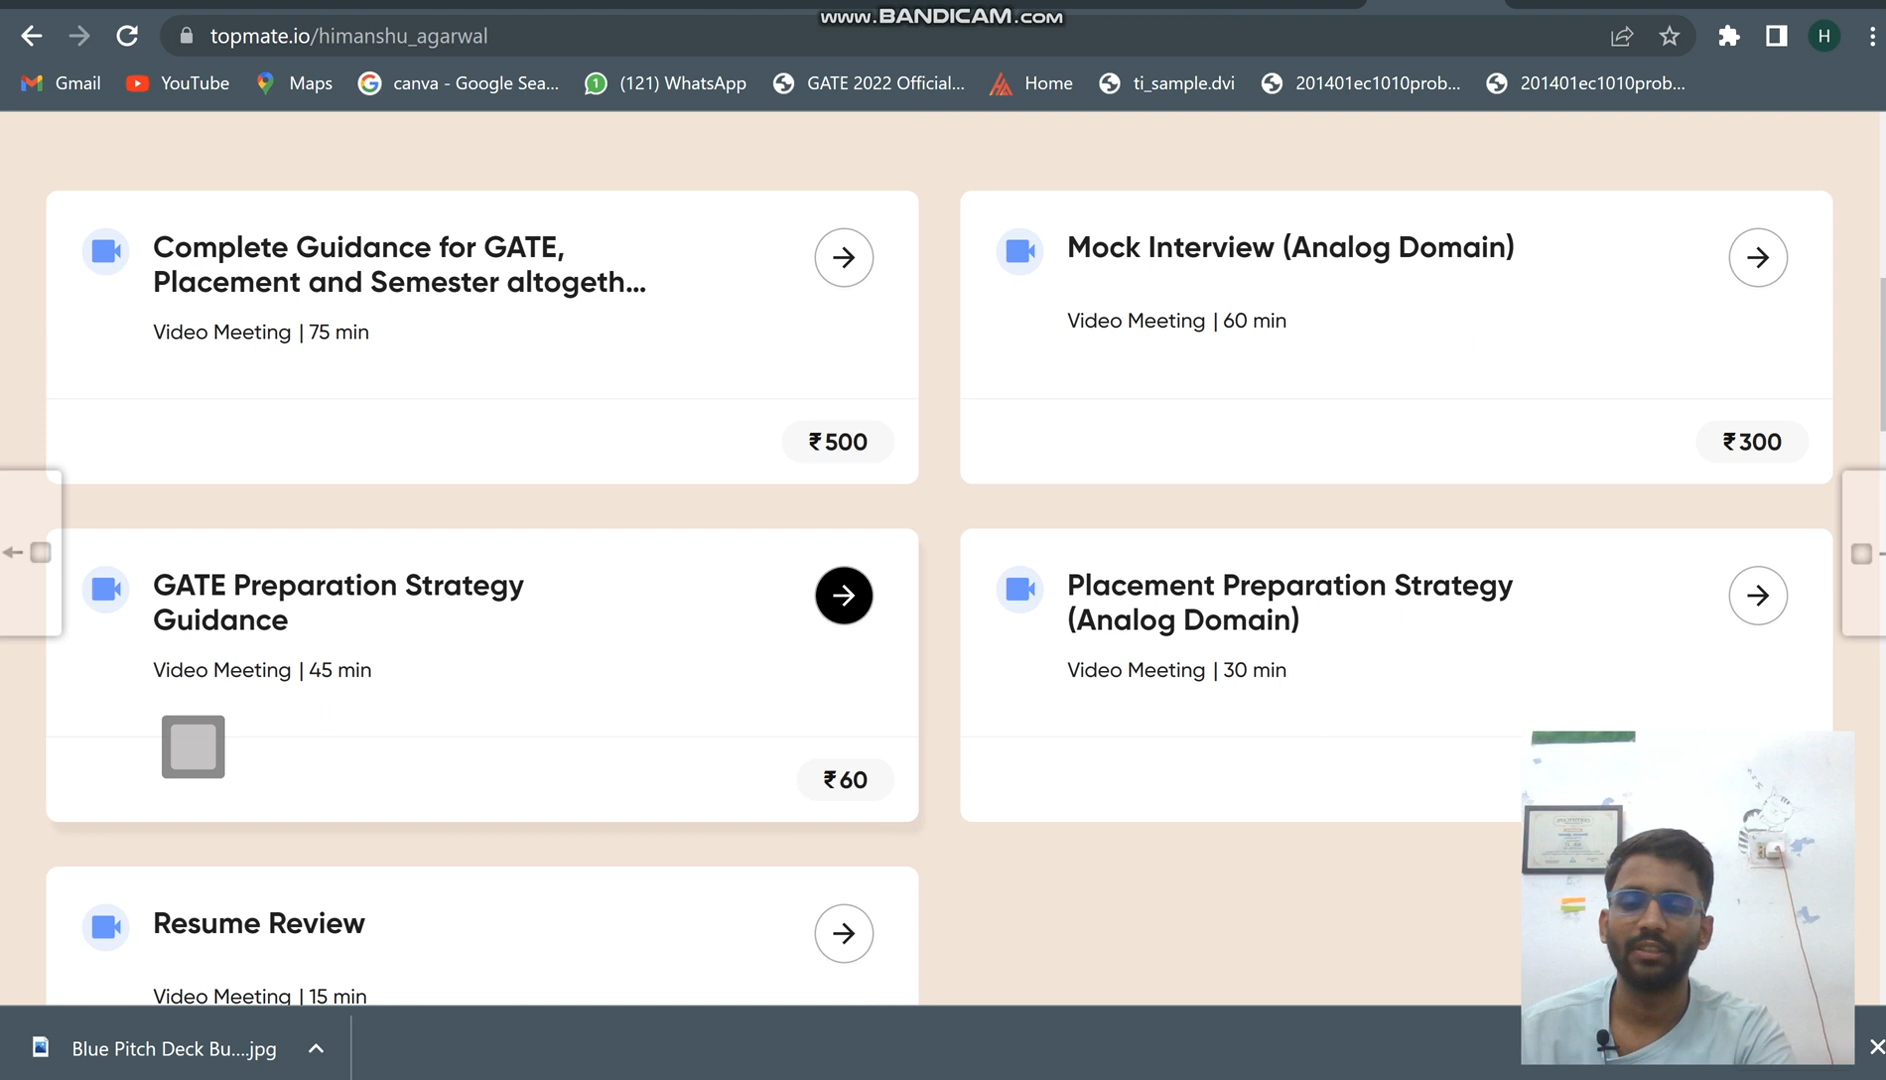 www.BANDICAM.com
topmate.io/himanshu_agarwal
H
Gmail
YouTube
Maps
canva - Google Sea...
(121) WhatsApp
GATE 2022 Official...
Home
ti_sample.dvi
201401ec1010prob...
201401ec1010prob...
Complete Guidance for GATE,
Placement and Semester altogeth...
Video Meeting | 75 min
₹500
Mock Interview (Analog Domain)
Video Meeting | 60 min
₹300
GATE Preparation Strategy
Guidance
Video Meeting | 45 min
₹60
Placement Preparation Strategy
(Analog Domain)
Video Meeting | 30 min
Resume Review
Video Meeting | 15 min
Blue Pitch Deck Bu....jpg